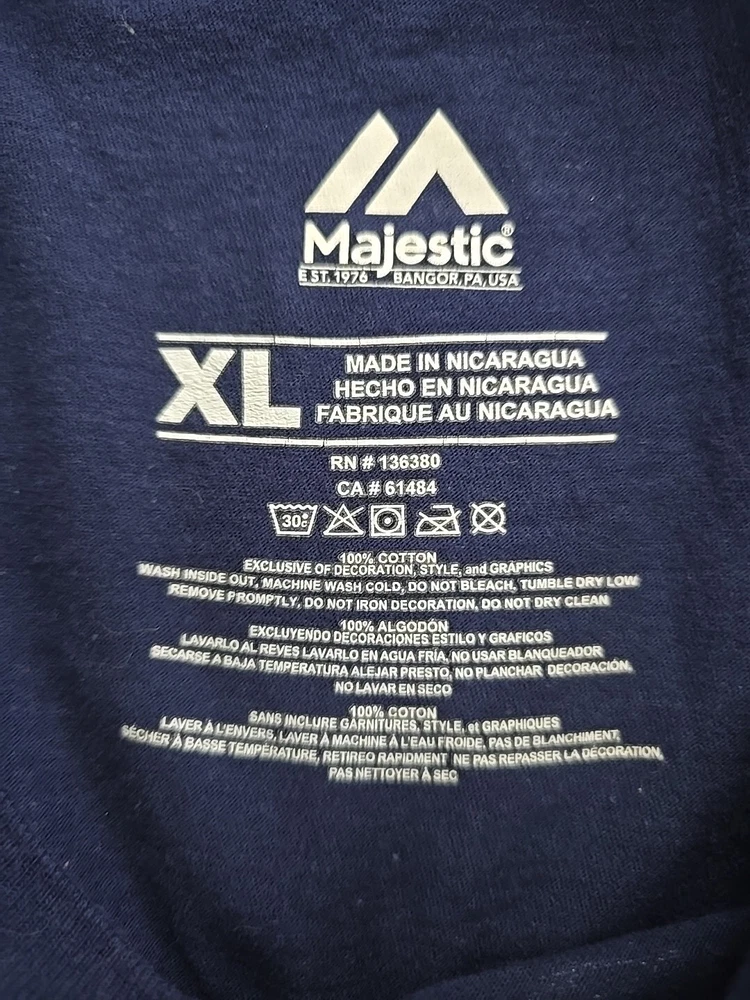 Majestic®
EST. 1976 BANGOR, PA, USA
XL
MADE IN NICARAGUA
HECHO EN NICARAGUA
FABRIQUE AU NICARAGUA
RN # 136380
CA # 61484
30c
100% COTTON
EXCLUSIVE OF DECORATION, STYLE, and GRAPHICS
WASH INSIDE OUT, MACHINE WASH COLD, DO NOT BLEACH, TUMBLE DRY LOW
REMOVE PROMPTLY, DO NOT IRON DECORATION, DO NOT DRY CLEAN
100% ALGODÓN
EXCLUYENDO DECORACIONES ESTILO Y GRAFICOS
LAVARLO AL REVES LAVARLO EN AGUA FRÍA, NO USAR BLANQUEADOR
SECARSE A BAJA TEMPERATURA ALEJAR PRESTO, NO PLANCHAR DECORACIÓN,
NO LAVAR EN SECO
100% COTON
SANS INCLURE GARNITURES, STYLE, et GRAPHIQUES
LAVER À L'ENVERS, LAVER À MACHINE À L'EAU FROIDE, PAS DE BLANCHIMENT,
SÉCHER À BASSE TEMPÉRATURE, RETIREO RAPIDMENT NE PAS REPASSER LA DÉCORATION,
PAS NETTOYER À SEC